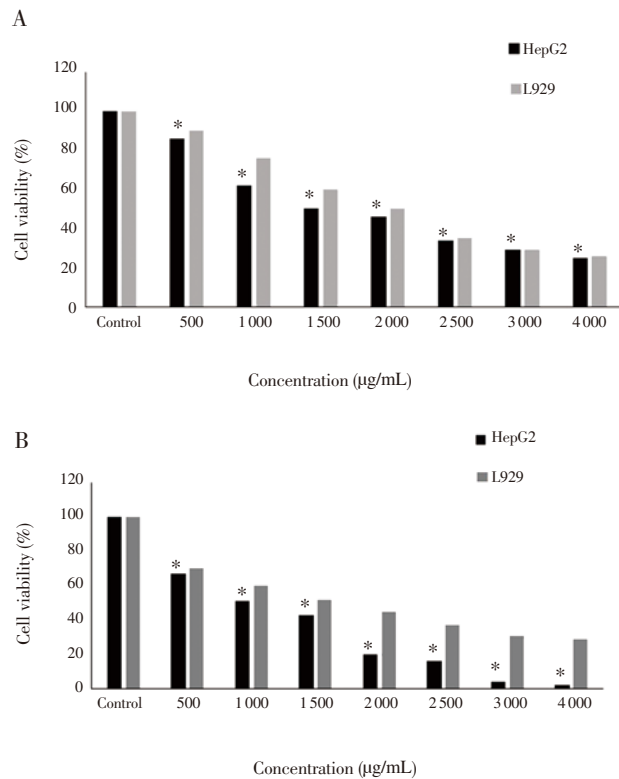 A
HepG2
L929
Cell viability (%)
120
100
80
60
40
20
0
* * * * * * *
Control 500 1 000 1 500 2 000 2 500 3 000 4 000
Concentration (µg/mL)
B
HepG2
L929
Cell viability (%)
120
100
80
60
40
20
0
* * * * * * *
Control 500 1 000 1 500 2 000 2 500 3 000 4 000
Concentration (µg/mL)